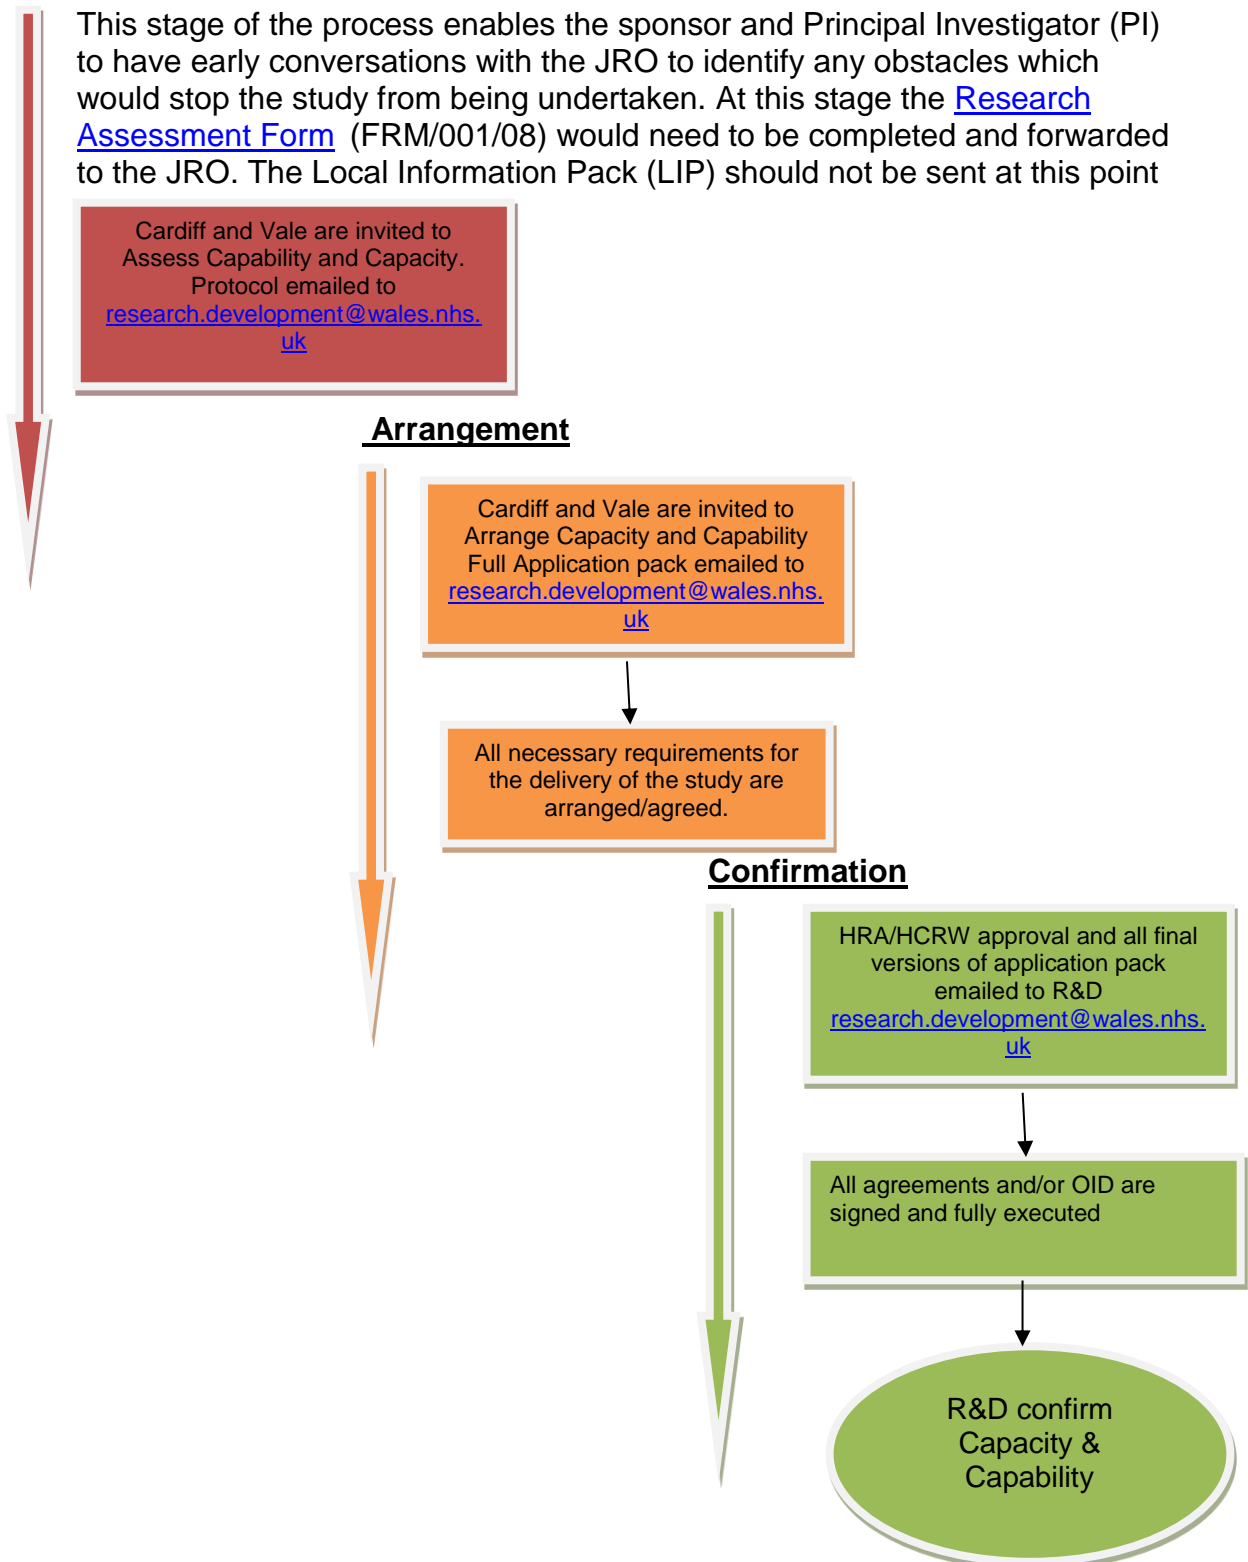 This stage of the process enables the sponsor and Principal Investigator (PI)
to have early conversations with the JRO to identify any obstacles which
would stop the study from being undertaken. At this stage the Research
Assessment Form (FRM/001/08) would need to be completed and forwarded
to the JRO. The Local Information Pack (LIP) should not be sent at this point
Cardiff and Vale are invited to
Assess Capability and Capacity.
Protocol emailed to
research.development@wales.nhs.
uk
Arrangement
Cardiff and Vale are invited to
Arrange Capacity and Capability
Full Application pack emailed to
research.development@wales.nhs.
uk
All necessary requirements for
the delivery of the study are
arranged/agreed.
Confirmation
HRA/HCRW approval and all final
versions of application pack
emailed to R&D
research.development@wales.nhs.
uk
All agreements and/or OID are
signed and fully executed
R&D confirm
Capacity &
Capability